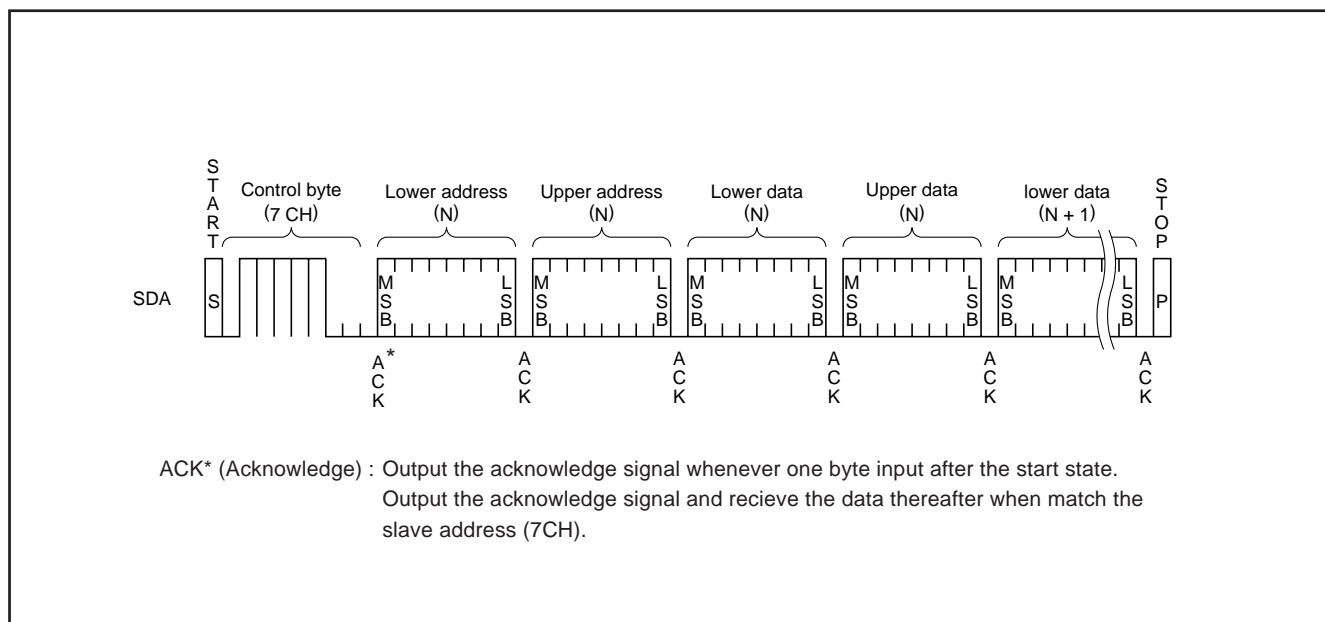 START
Control byte
(7 CH)
Lower address
(N)
Upper address
(N)
Lower data
(N)
Upper data
(N)
lower data
(N + 1)
STOP
SDA
S
MSB
LSB
MSB
LSB
MSB
LSB
MSB
LSB
MSB
LSB
P
ACK*
ACK
ACK
ACK
ACK
ACK
ACK* (Acknowledge) : Output the acknowledge signal whenever one byte input after the start state.
Output the acknowledge signal and recieve the data thereafter when match the
slave address (7CH).